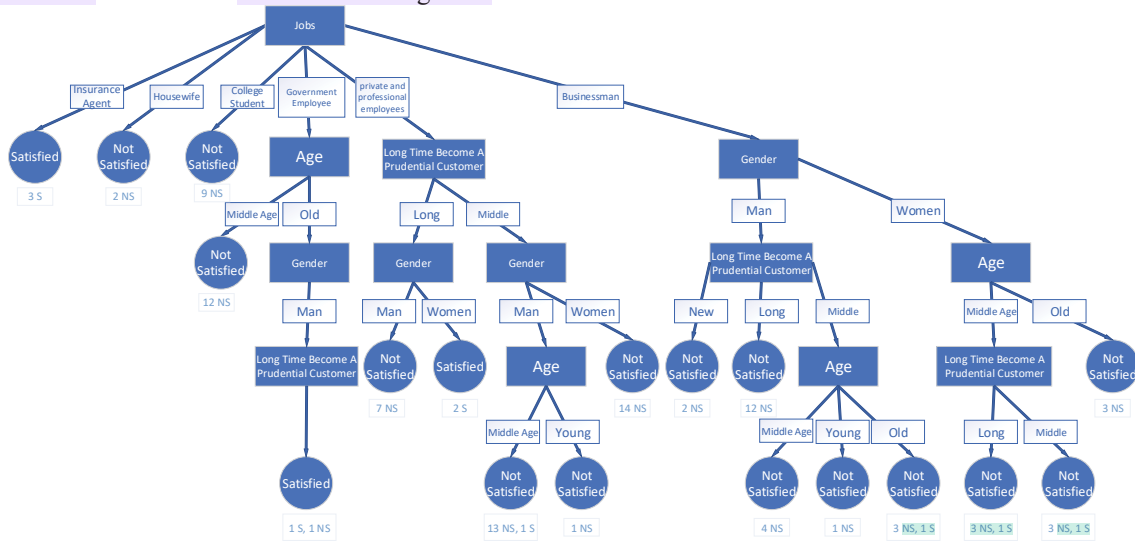 Jobs
Insurance
Agent
Housewife
College
Student
Government
Employee
private and
professional
employees
Businessman
Satisfied
Not
Satisfied
Not
Satisfied
Age
Long Time Become A
Prudential Customer
Gender
3 S
2 NS
9 NS
Middle Age
Old
Long
Middle
Man
Women
Not
Satisfied
Gender
Gender
Gender
Long Time Become A
Prudential Customer
Age
12 NS
Man
Man
Women
Man
Women
New
Long
Middle
Middle Age
Old
Long Time Become A
Prudential Customer
Not
Satisfied
Satisfied
Age
Not
Satisfied
Not
Satisfied
Not
Satisfied
Age
Long Time Become A
Prudential Customer
Not
Satisfied
7 NS
2 S
14 NS
2 NS
12 NS
3 NS
Middle Age
Young
Middle Age
Young
Old
Long
Middle
Satisfied
Not
Satisfied
Not
Satisfied
Not
Satisfied
Not
Satisfied
Not
Satisfied
Not
Satisfied
Not
Satisfied
1 S, 1 NS
13 NS, 1 S
1 NS
4 NS
1 NS
3 NS, 1 S
3 NS, 1 S
3 NS, 1 S